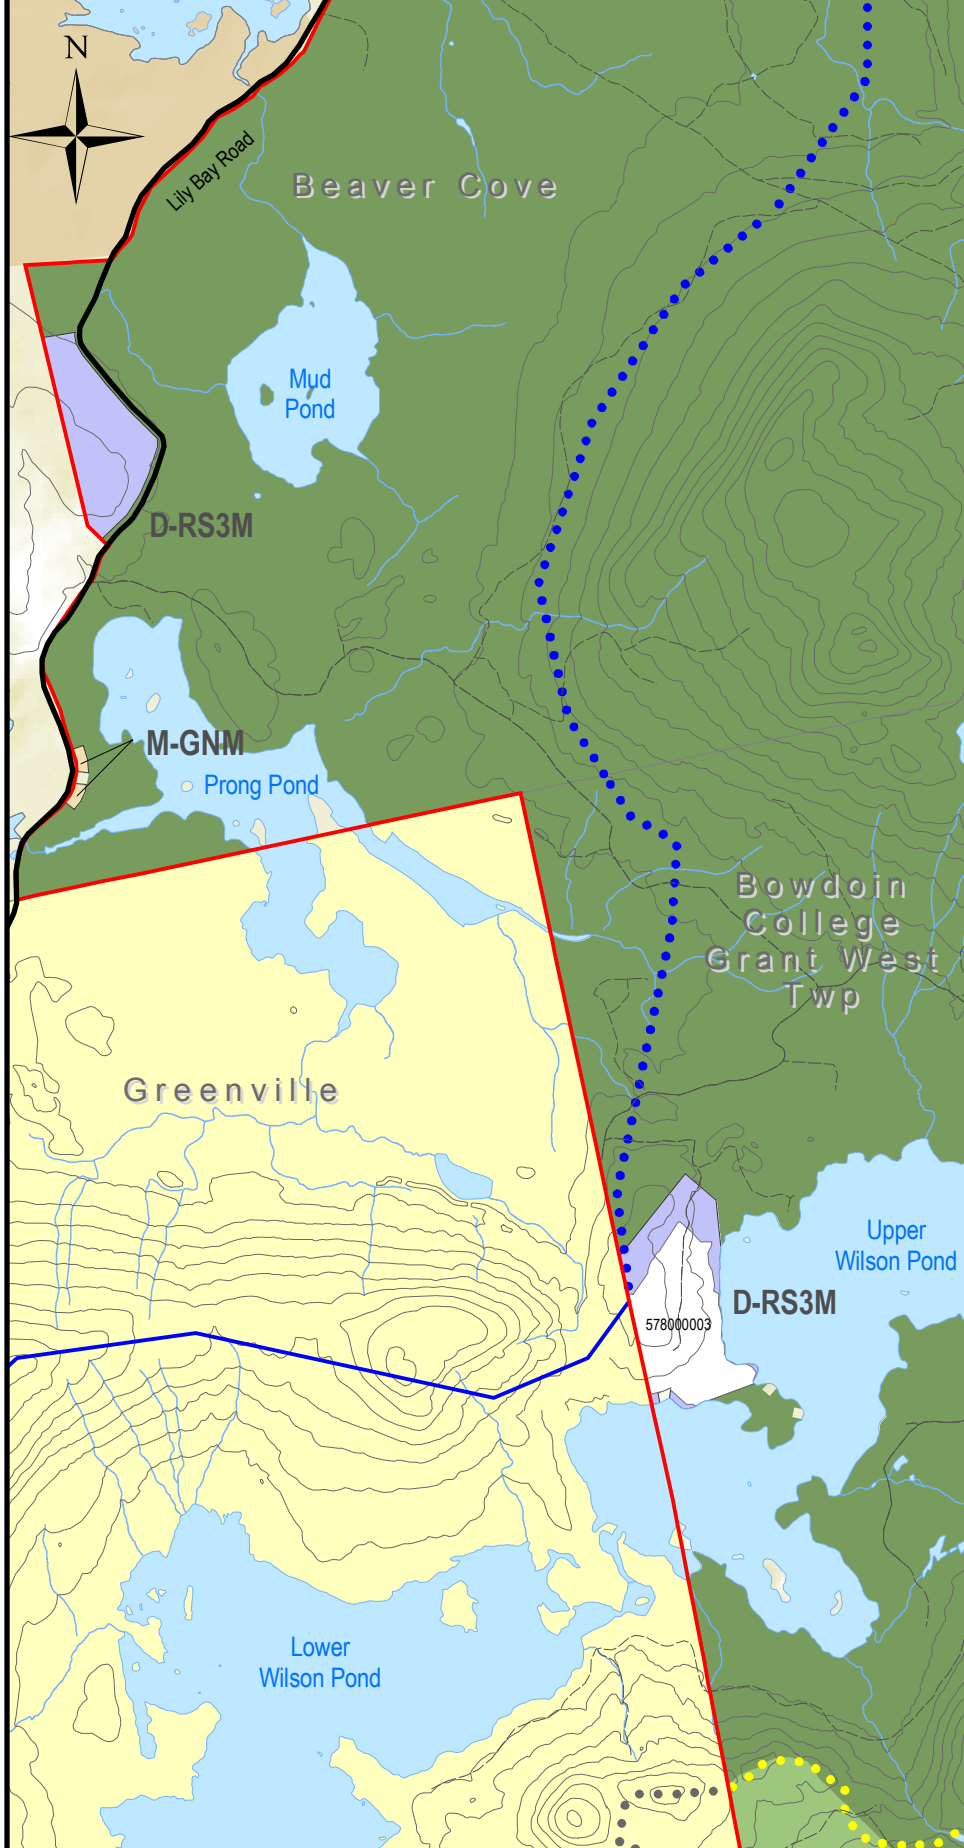 N
Lily Bay Road
Beaver Cove
Mud
Pond
D-RS3M
M-GNM
Prong Pond
Bowdoin
College
Grant West
Twp
Greenville
Upper
Wilson Pond
D-RS3M
578000003
Lower
Wilson Pond